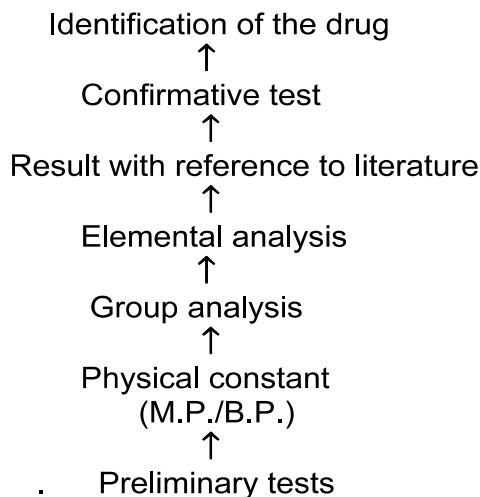 Identification of the drug
↑
Confirmative test
↑
Result with reference to literature
↑
Elemental analysis
↑
Group analysis
↑
Physical constant
(M.P./B.P.)
↑
. Preliminary tests